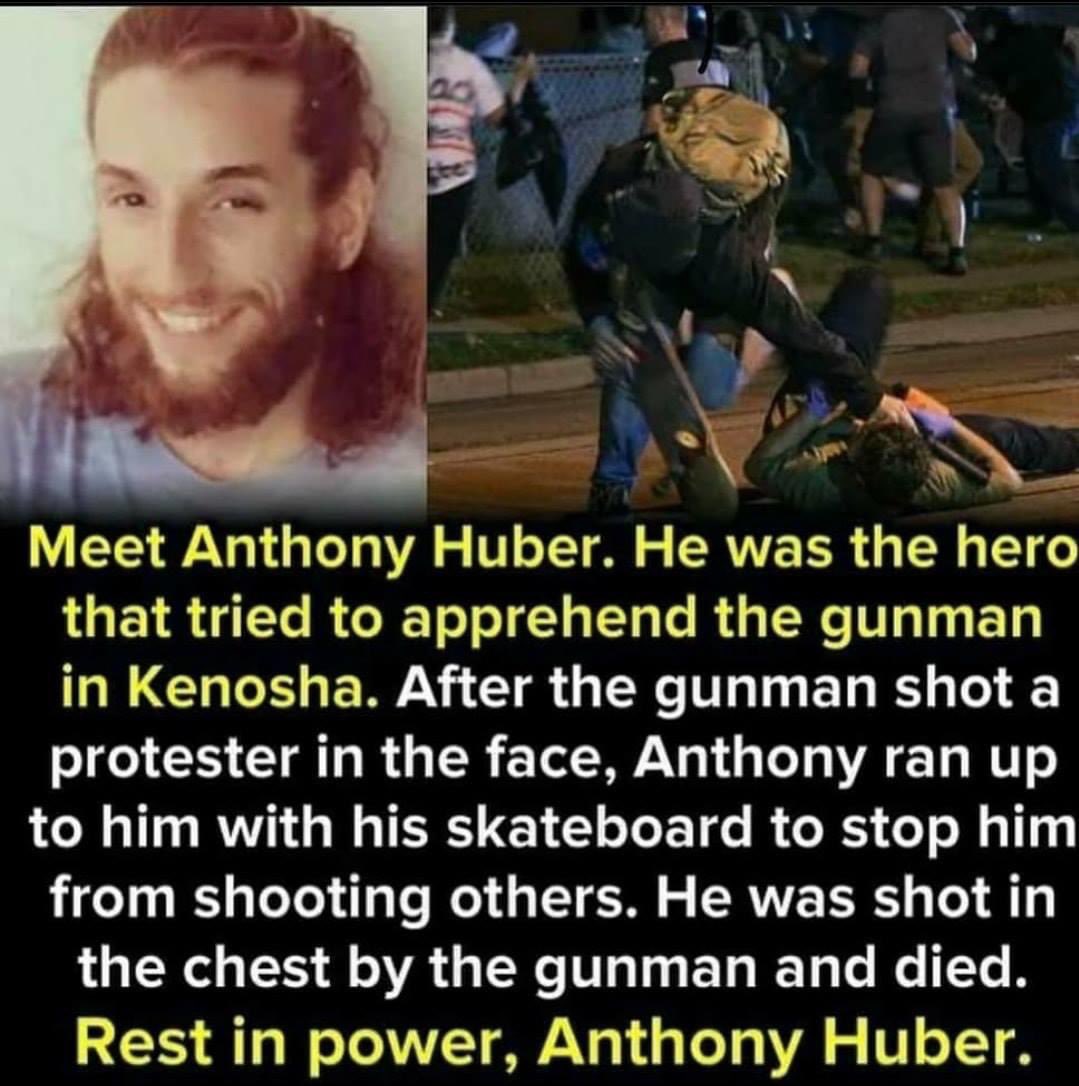 Meet Anthony Huber. He was the hero
that tried to apprehend the gunman
in Kenosha. After the gunman shot a
protester in the face, Anthony ran up
to him with his skateboard to stop him
from shooting others. He was shot in
the chest by the gunman and died.
Rest in power, Anthony Huber.